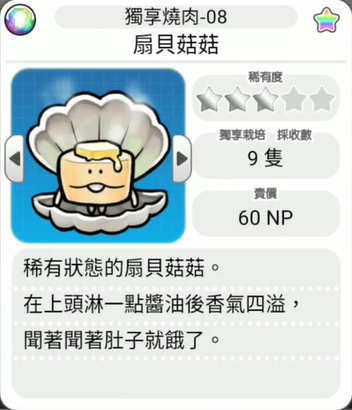 獨享燒肉-08
扇貝菇菇
稀有度
獨享栽培 採收數
9 隻
賣價
60 NP
稀有狀態的扇貝菇菇。
在上頭淋一點醬油後香氣四溢，
聞著聞著肚子就餓了。